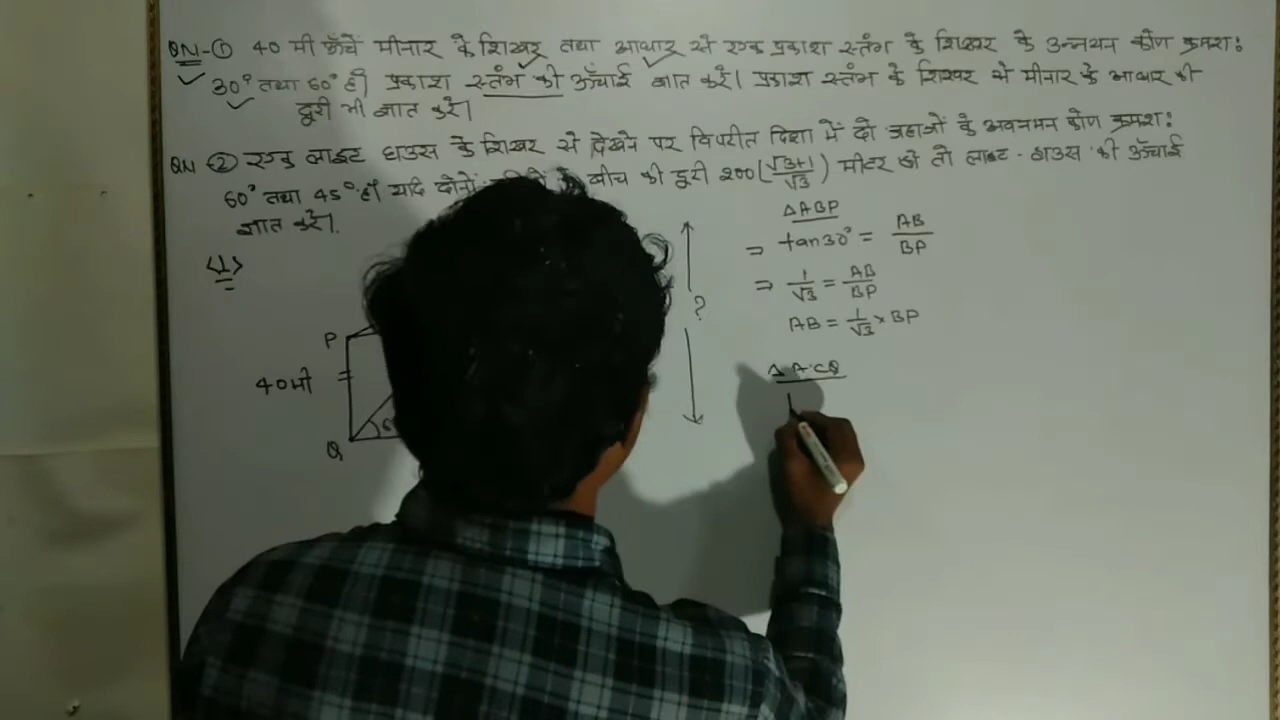 QN-① 40 मी ऊँचें मीनार के शिखर तथा आधार से एक प्रकाश स्तंभ के शिखर के उन्नयन कोण क्रमश:
30° तथा 60° है। प्रकाश स्तंभ की ऊँचाई ज्ञात करें। प्रकाश स्तंभ के शिखर से मीनार के आधार की
दूरी भी ज्ञात करें।
QN ② एक लाइट हाउस के शिखर से देखने पर विपरीत दिशा में दो जहाजों के अवनमन कोण क्रमश:
60° तथा 45° है। यदि दोनों बीच की दूरी 200(√3+1/√3) मीटर हो तो लाइट-हाउस की ऊँचाई
ज्ञात करें।
<1>
P
40मी
Q
?
△ABP
⇒ tan30° = AB/BP
⇒ 1/√3 = AB/BP
AB = 1/√3 × BP
△ACQ